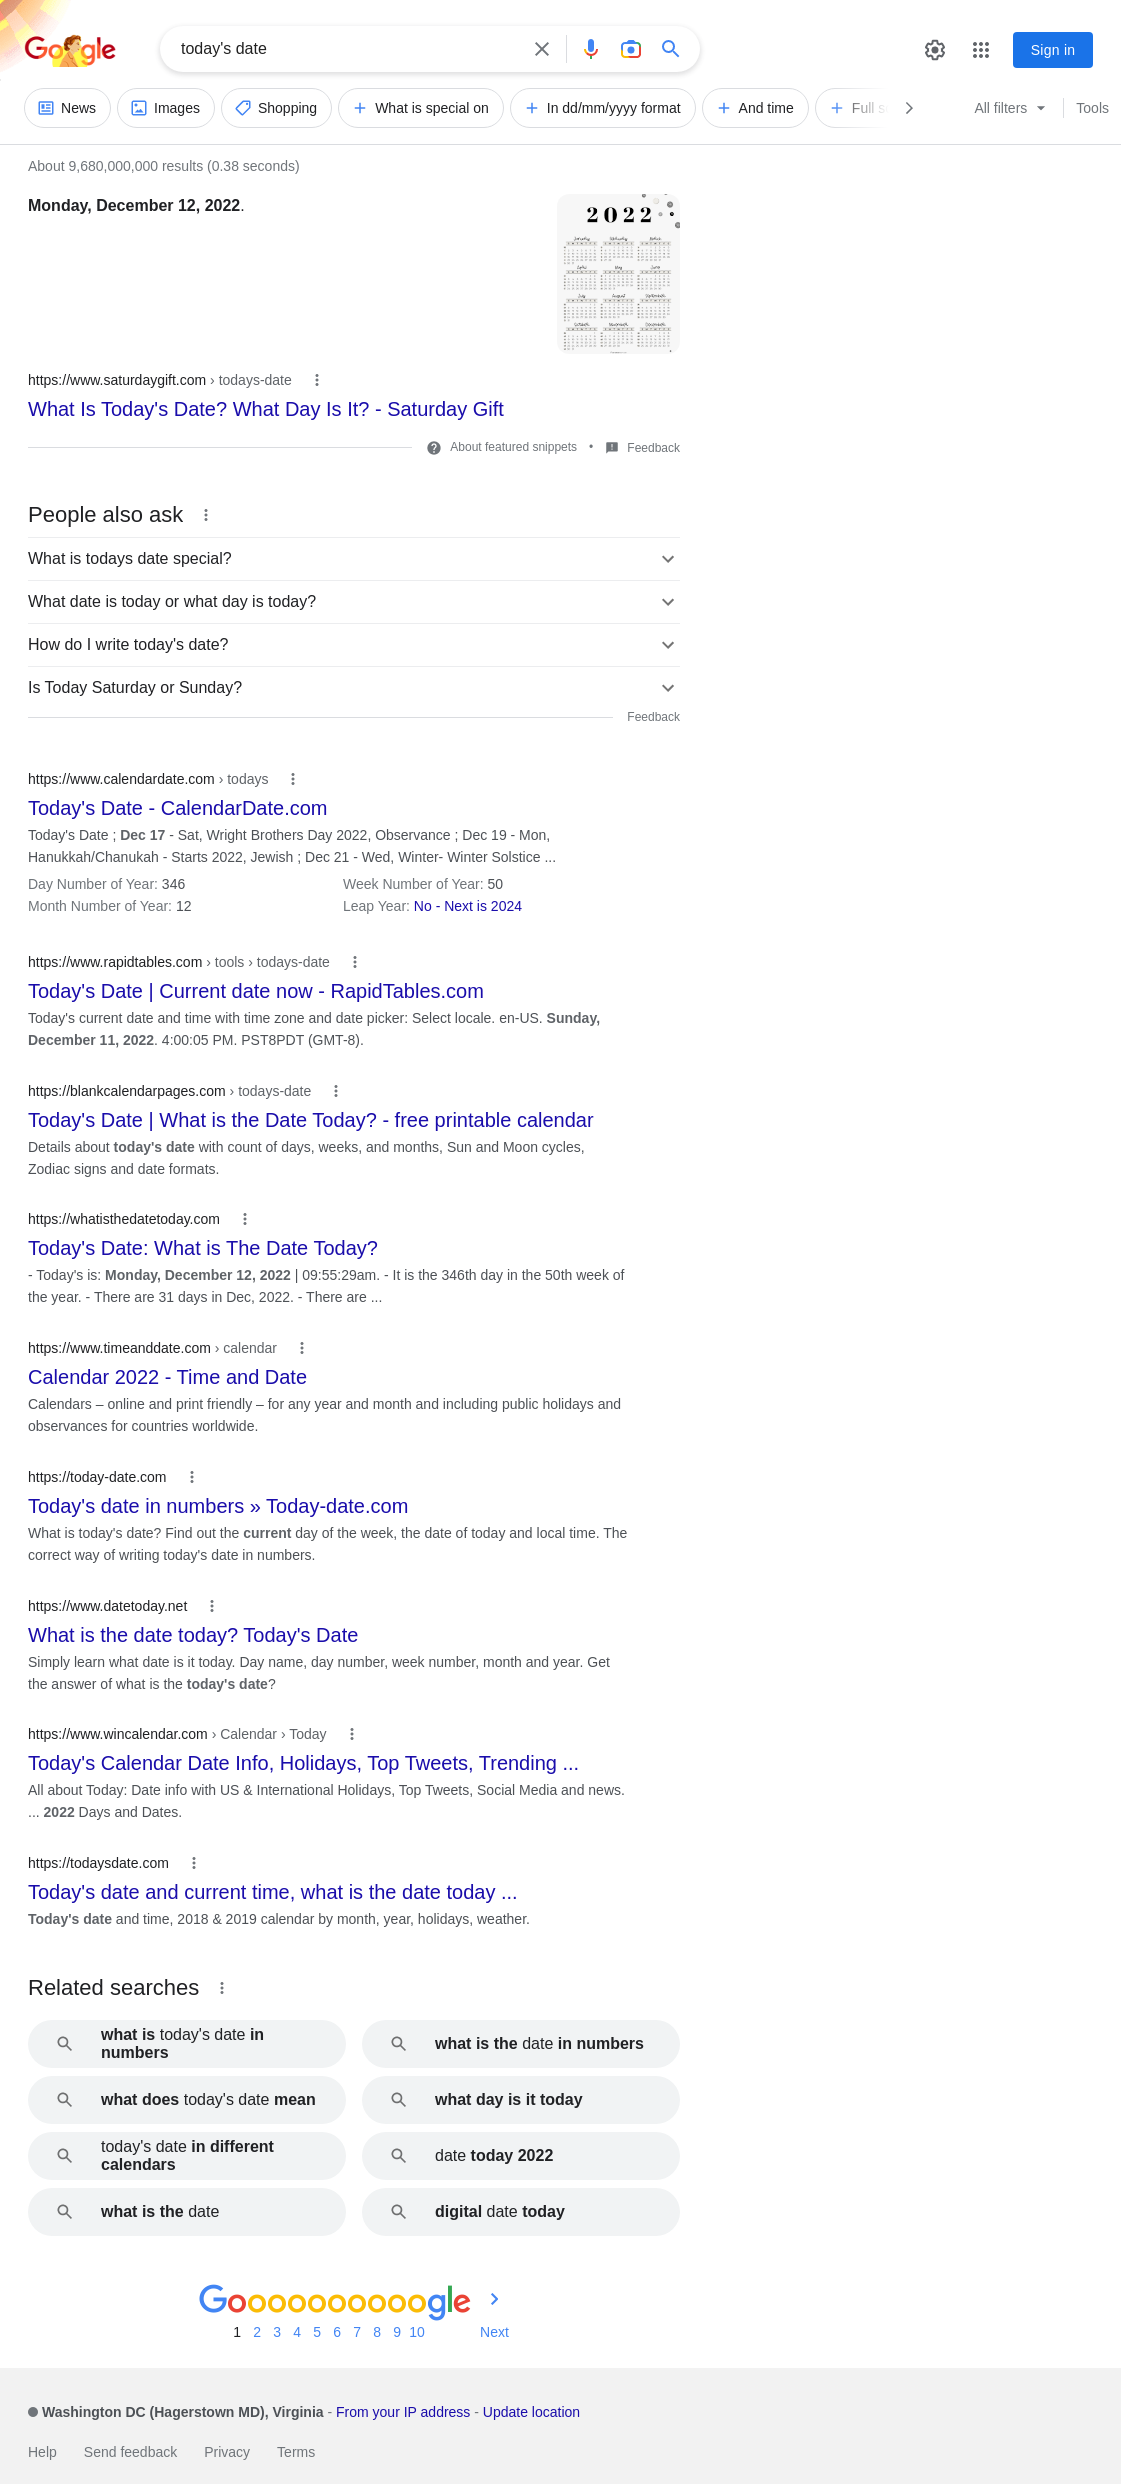 Google
today's date
Sign in
News
Images
Shopping
What is special on
In dd/mm/yyyy format
And time
Full s
All filters
Tools
About 9,680,000,000 results (0.38 seconds)
Monday, December 12, 2022.
2022
https://www.saturdaygift.com › todays-date
What Is Today's Date? What Day Is It? - Saturday Gift
About featured snippets • Feedback
People also ask
What is todays date special?
What date is today or what day is today?
How do I write today's date?
Is Today Saturday or Sunday?
Feedback
https://www.calendardate.com › todays
Today's Date - CalendarDate.com
Today's Date ; Dec 17 - Sat, Wright Brothers Day 2022, Observance ; Dec 19 - Mon,
Hanukkah/Chanukah - Starts 2022, Jewish ; Dec 21 - Wed, Winter- Winter Solstice ...
Day Number of Year: 346 Week Number of Year: 50
Month Number of Year: 12 Leap Year: No - Next is 2024
https://www.rapidtables.com › tools › todays-date
Today's Date | Current date now - RapidTables.com
Today's current date and time with time zone and date picker: Select locale. en-US. Sunday,
December 11, 2022. 4:00:05 PM. PST8PDT (GMT-8).
https://blankcalendarpages.com › todays-date
Today's Date | What is the Date Today? - free printable calendar
Details about today's date with count of days, weeks, and months, Sun and Moon cycles,
Zodiac signs and date formats.
https://whatisthedatetoday.com
Today's Date: What is The Date Today?
- Today's is: Monday, December 12, 2022 | 09:55:29am. - It is the 346th day in the 50th week of
the year. - There are 31 days in Dec, 2022. - There are ...
https://www.timeanddate.com › calendar
Calendar 2022 - Time and Date
Calendars – online and print friendly – for any year and month and including public holidays and
observances for countries worldwide.
https://today-date.com
Today's date in numbers » Today-date.com
What is today's date? Find out the current day of the week, the date of today and local time. The
correct way of writing today's date in numbers.
https://www.datetoday.net
What is the date today? Today's Date
Simply learn what date is it today. Day name, day number, week number, month and year. Get
the answer of what is the today's date?
https://www.wincalendar.com › Calendar › Today
Today's Calendar Date Info, Holidays, Top Tweets, Trending ...
All about Today: Date info with US & International Holidays, Top Tweets, Social Media and news.
... 2022 Days and Dates.
https://todaysdate.com
Today's date and current time, what is the date today ...
Today's date and time, 2018 & 2019 calendar by month, year, holidays, weather.
Related searches
what is today's date in
numbers
what is the date in numbers
what does today's date mean
what day is it today
today's date in different
calendars
date today 2022
what is the date
digital date today
Goooooooooogle
1 2 3 4 5 6 7 8 9 10 Next
Washington DC (Hagerstown MD), Virginia - From your IP address - Update location
Help Send feedback Privacy Terms